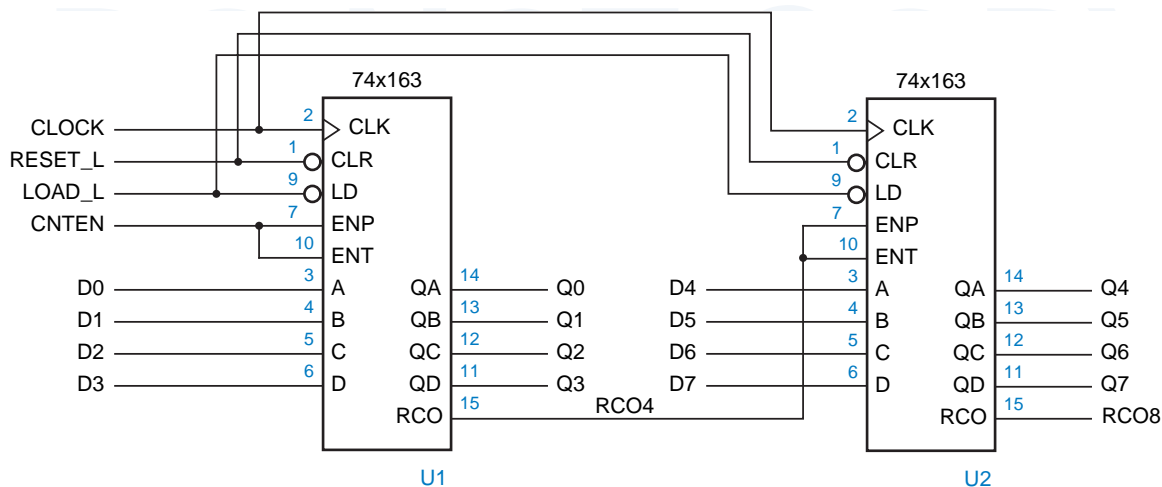 74x163
74x163
CLOCK 2 CLK 2 CLK
RESET_L 1 CLR 1 CLR
LOAD_L 9 LD 9 LD
CNTEN 7 ENP 7 ENP
10 ENT 10 ENT
D0 3 A QA 14 Q0 D4 3 A QA 14 Q4
D1 4 B QB 13 Q1 D5 4 B QB 13 Q5
D2 5 C QC 12 Q2 D6 5 C QC 12 Q6
D3 6 D QD 11 Q3 D7 6 D QD 11 Q7
RCO 15 RCO4 RCO 15 RCO8
U1 U2